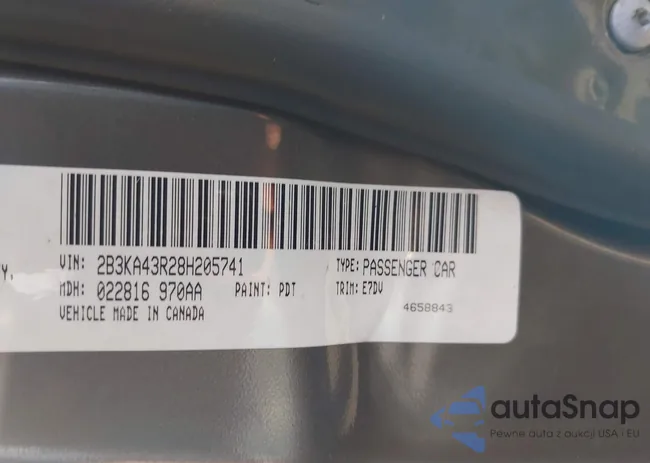 VIN: 2B3KA43R28H205741 TYPE: PASSENGER CAR
Y.
MDH: 022816 970AA PAINT: PDT TRIM: E7DV
VEHICLE MADE IN CANADA 4658843
autaSnap
Pewne auta z aukcji USA i EU